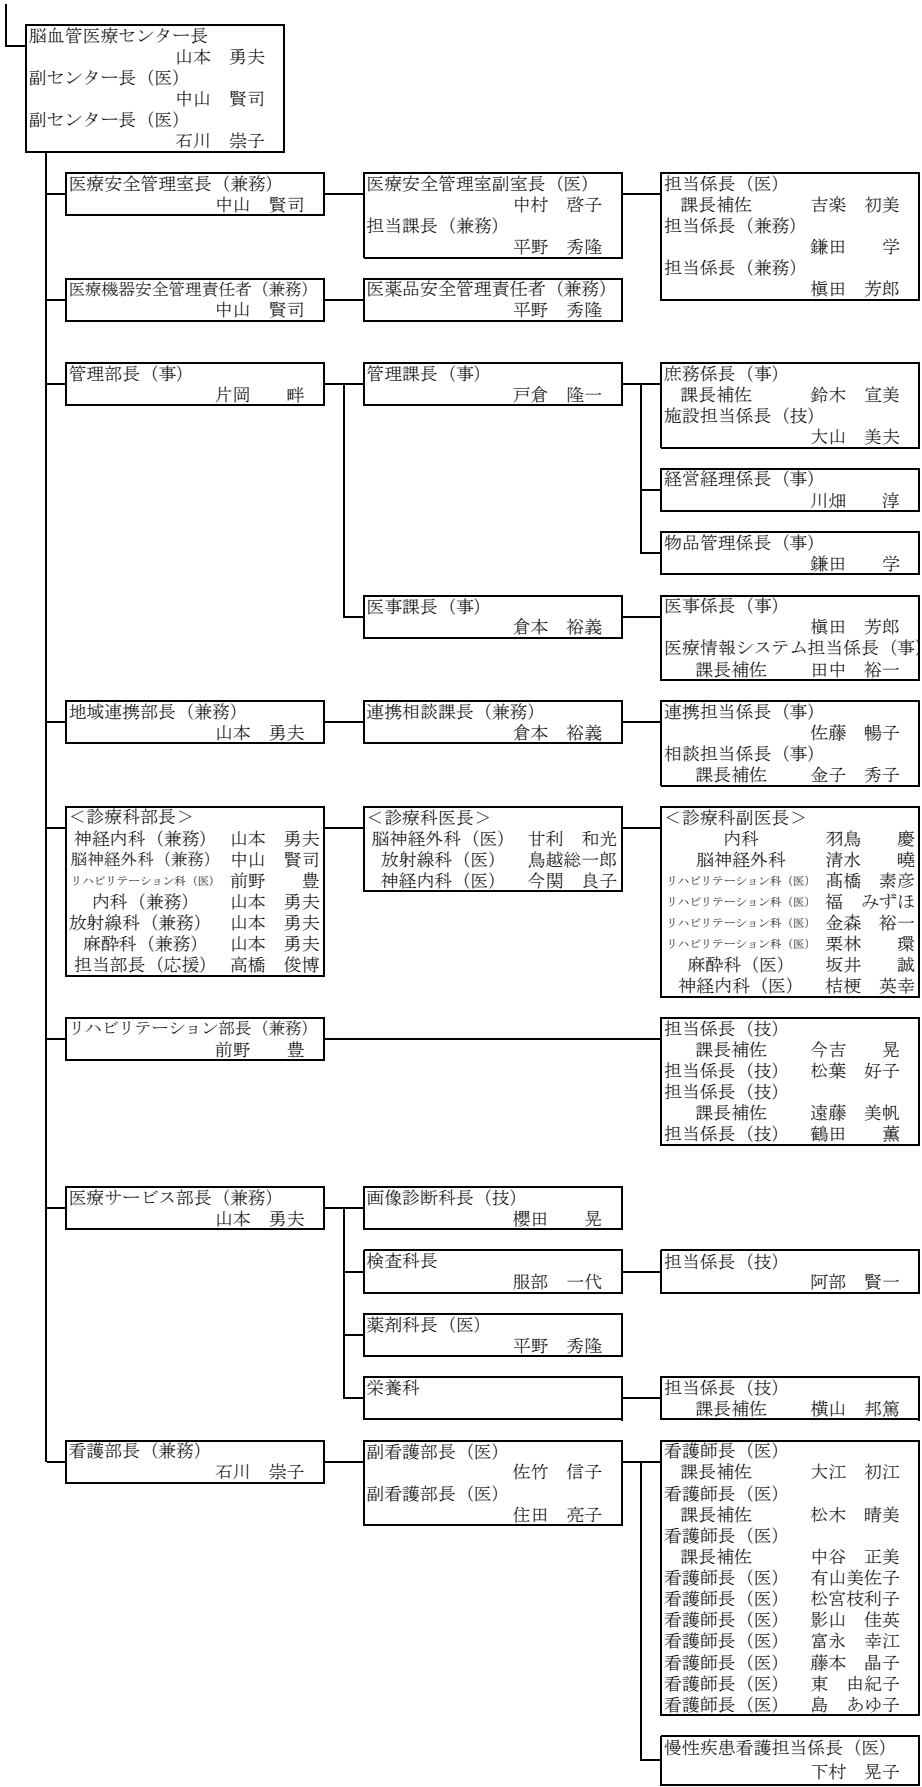 脳血管医療センター長
山本　勇夫
副センター長（医）
中山　賢司
副センター長（医）
石川　崇子
医療安全管理室長（兼務）
中山　賢司
医療安全管理室副室長（医）
中村　啓子
担当課長（兼務）
平野　秀隆
担当係長（医）
課長補佐　吉楽　初美
担当係長（兼務）
鎌田　　学
担当係長（兼務）
槇田　芳郎
医療機器安全管理責任者（兼務）
中山　賢司
医薬品安全管理責任者（兼務）
平野　秀隆
管理部長（事）
片岡　　畔
管理課長（事）
戸倉　隆一
庶務係長（事）
課長補佐　鈴木　宣美
施設担当係長（技）
大山　美夫
経営経理係長（事）
川畑　　淳
物品管理係長（事）
鎌田　　学
医事課長（事）
倉本　裕義
医事係長（事）
槇田　芳郎
医療情報システム担当係長（事）
課長補佐　田中　裕一
地域連携部長（兼務）
山本　勇夫
連携相談課長（兼務）
倉本　裕義
連携担当係長（事）
佐藤　暢子
相談担当係長（事）
課長補佐　金子　秀子
＜診療科部長＞
神経内科（兼務）　山本　勇夫
脳神経外科（兼務）　中山　賢司
リハビリテーション科（医）　前野　　豊
内科（兼務）　山本　勇夫
放射線科（兼務）　山本　勇夫
麻酔科（兼務）　山本　勇夫
担当部長（応援）　高橋　俊博
＜診療科医長＞
脳神経外科（医）　甘利　和光
放射線科（医）　鳥越総一郎
神経内科（医）　今関　良子
＜診療科副医長＞
内科　羽鳥　　慶
脳神経外科　清水　　曉
リハビリテーション科（医）　髙橋　素彦
リハビリテーション科（医）　福　みずほ
リハビリテーション科（医）　金森　裕一
リハビリテーション科（医）　栗林　　環
麻酔科（医）　坂井　　誠
神経内科（医）　桔梗　英幸
リハビリテーション部長（兼務）
前野　　豊
担当係長（技）
課長補佐　今吉　　晃
担当係長（技）　松葉　好子
担当係長（技）
課長補佐　遠藤　美帆
担当係長（技）　鶴田　　薫
医療サービス部長（兼務）
山本　勇夫
画像診断科長（技）
櫻田　　晃
検査科長
服部　一代
担当係長（技）
阿部　賢一
薬剤科長（医）
平野　秀隆
栄養科
担当係長（技）
課長補佐　横山　邦篤
看護部長（兼務）
石川　崇子
副看護部長（医）
佐竹　信子
副看護部長（医）
住田　亮子
看護師長（医）
課長補佐　大江　初江
看護師長（医）
課長補佐　松木　晴美
看護師長（医）
課長補佐　中谷　正美
看護師長（医）　有山美佐子
看護師長（医）　松宮枝利子
看護師長（医）　影山　佳英
看護師長（医）　富永　幸江
看護師長（医）　藤本　晶子
看護師長（医）　東　由紀子
看護師長（医）　島　あゆ子
慢性疾患看護担当係長（医）
下村　晃子